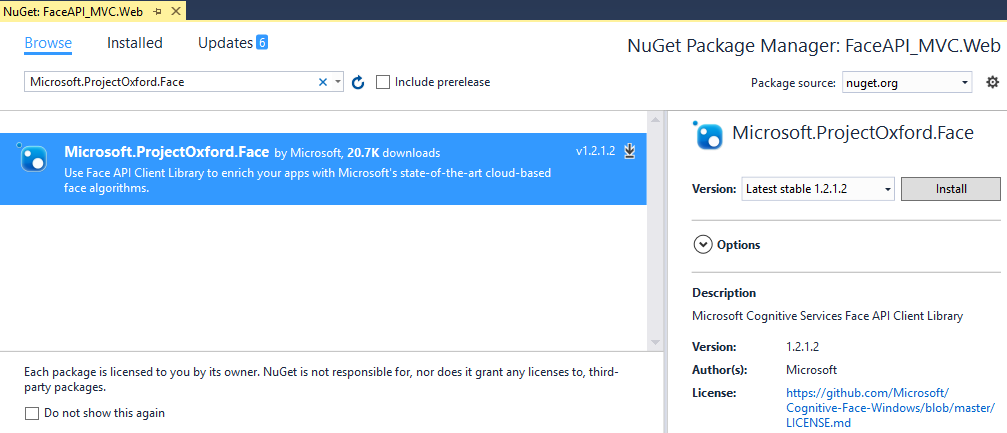 NuGet: FaceAPI_MVC.Web
Browse Installed Updates 6
NuGet Package Manager: FaceAPI_MVC.Web
Microsoft.ProjectOxford.Face
Include prerelease
Package source: nuget.org
Microsoft.ProjectOxford.Face by Microsoft, 20.7K downloads v1.2.1.2
Use Face API Client Library to enrich your apps with Microsoft's state-of-the-art cloud-based
face algorithms.
Microsoft.ProjectOxford.Face
Version: Latest stable 1.2.1.2 Install
Options
Description
Microsoft Cognitive Services Face API Client Library
Version: 1.2.1.2
Author(s): Microsoft
License: https://github.com/Microsoft/
Cognitive-Face-Windows/blob/master/
LICENSE.md
Each package is licensed to you by its owner. NuGet is not responsible for, nor does it grant any licenses to, third-
party packages.
Do not show this again